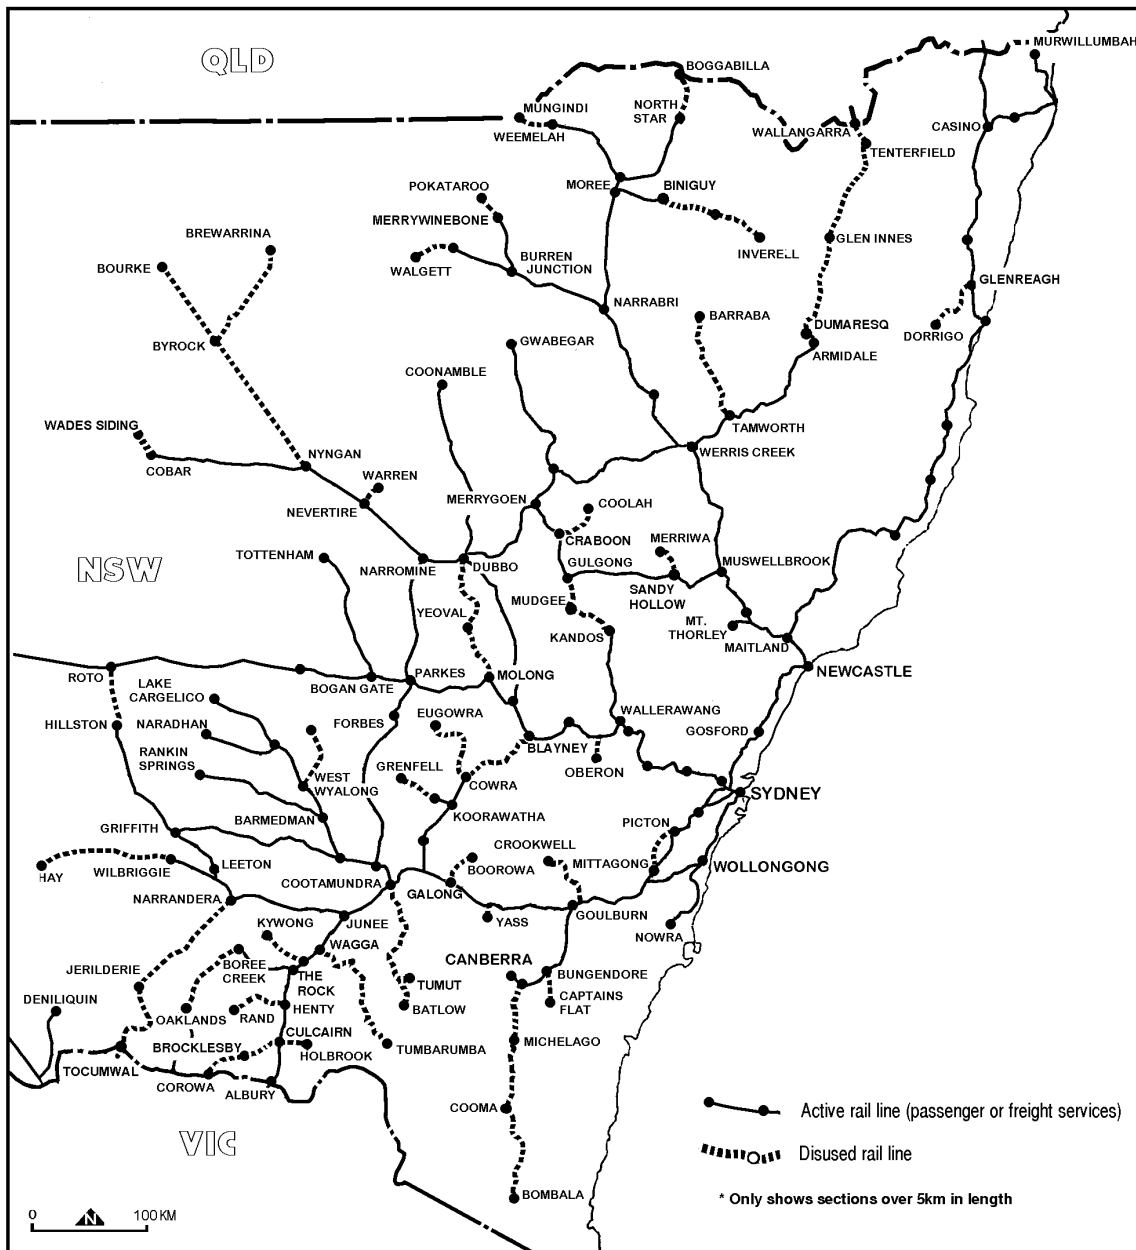 MURWILLUMBAH
QLD
BOGGABILLA
MUNGINDI
NORTH
STAR
WEEMELAH
WALLANGARRA
CASINO
TENTERFIELD
POKATAROO
MOREE
BINIGUY
MERRYWINEBONE
BREWARRINA
GLEN INNES
BOURKE
WALGETT
BURREN
JUNCTION
INVERELL
GLENREAGH
NARRABRI
BARRABA
DUMARESQ
BYROCK
GWABEGAR
ARMIDALE
DORRIGO
COONAMBLE
WADES SIDING
TAMWORTH
COBAR
NYNGAN
WERRIS CREEK
WARREN
MERRYGOEN
COOLAH
NEVERTIRE
CRABOON
MERRIWA
TOTTENHAM
NSW
NARROMINE
DUBBO
GULGONG
MUSWELLBROOK
YEOVAL
MUDGEE
SANDY
HOLLOW
MT.
THORLEY
KANDOS
MAITLAND
ROTO
PARKES
MOLONG
NEWCASTLE
LAKE
CARGELICO
BOGAN GATE
HILLSTON
NARADHAN
FORBES
EUGOWRA
WALLERAWANG
GOSFORD
RANKIN
SPRINGS
BLAYNEY
WEST
WYALONG
GRENFELL
OBERON
COWRA
SYDNEY
BARMEDMAN
KOORAWATHA
PICTON
GRIFFITH
CROOKWELL
MITTAGONG
WOLLONGONG
HAY
WILBRIGGIE
LEETON
BOOROWA
COOTAMUNDRA
GALONG
NARRANDERA
KYWONG
JUNEE
YASS
GOULBURN
NOWRA
WAGGA
CANBERRA
JERILDERIE
BOREE
CREEK
THE
ROCK
BUNGENDORE
TUMUT
CAPTAINS
FLAT
DENILIQUIN
OAKLANDS
RAND
HENTY
BATLOW
CULCAIRN
BROCKLESBY
HOLBROOK
TUMBARUMBA
MICHELAGO
TOCUMWAL
COROWA
ALBURY
COOMA
Active rail line (passenger or freight services)
VIC
Disused rail line
BOMBALA
* Only shows sections over 5km in length
0
N
100 KM